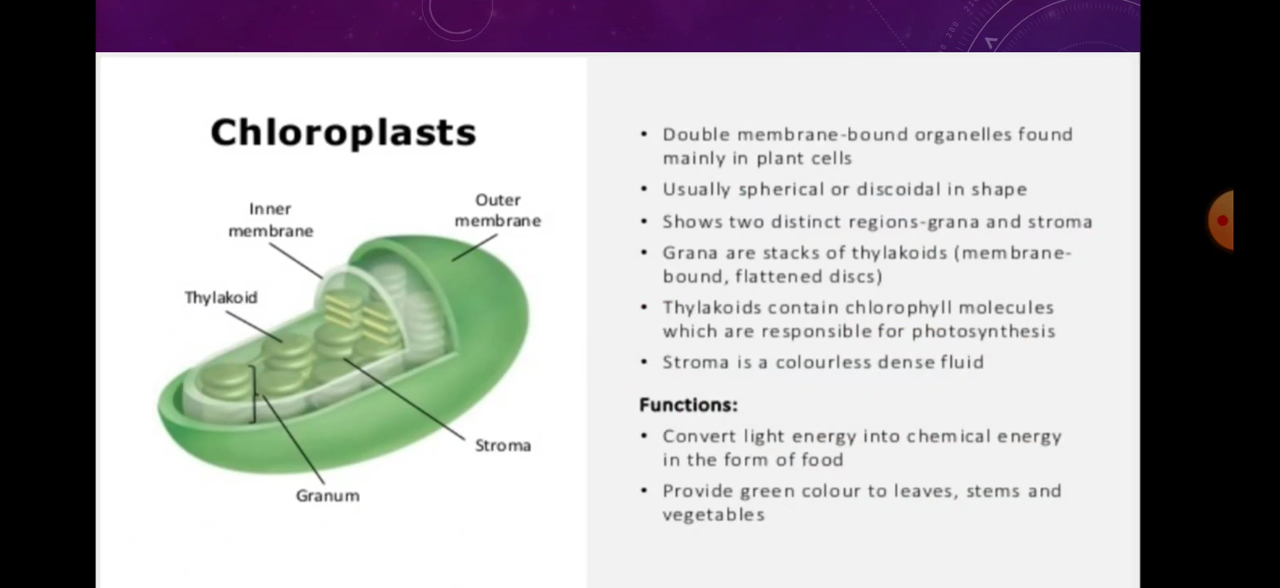 Chloroplasts
Inner
membrane
Outer
membrane
Thylakoid
Stroma
Granum
• Double membrane-bound organelles found
mainly in plant cells
• Usually spherical or discoidal in shape
• Shows two distinct regions-grana and stroma
• Grana are stacks of thylakoids (membrane-
bound, flattened discs)
• Thylakoids contain chlorophyll molecules
which are responsible for photosynthesis
• Stroma is a colourless dense fluid
Functions:
• Convert light energy into chemical energy
in the form of food
• Provide green colour to leaves, stems and
vegetables